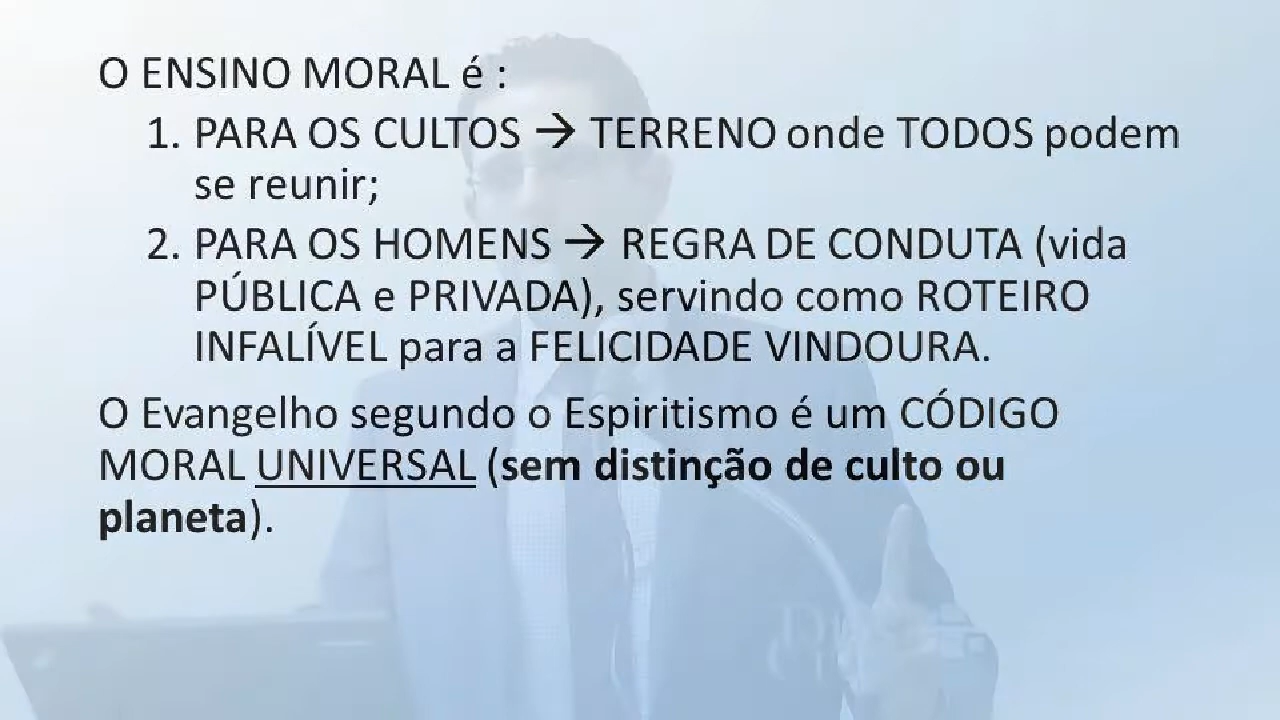 O ENSINO MORAL é :
1. PARA OS CULTOS → TERRENO onde TODOS podem
se reunir;
2. PARA OS HOMENS → REGRA DE CONDUTA (vida
PÚBLICA e PRIVADA), servindo como ROTEIRO
INFALÍVEL para a FELICIDADE VINDOURA.
O Evangelho segundo o Espiritismo é um CÓDIGO
MORAL UNIVERSAL (sem distinção de culto ou
planeta).